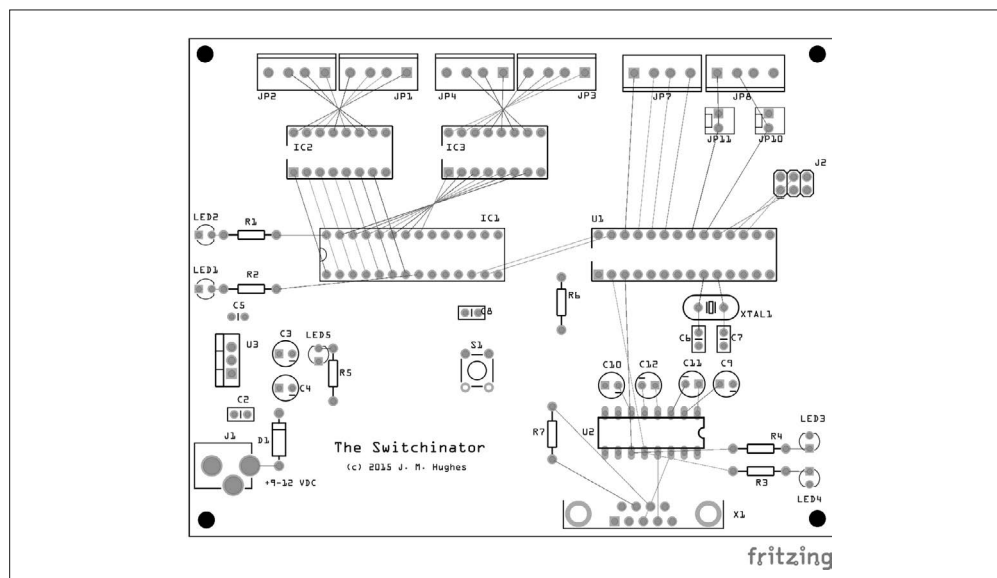 JP2
JP1
JP4
JP3
JP7
JP8
JP11
JP10
IC2
IC3
J2
LED2
R1
IC1
U1
LED1
R2
R6
C5
C8
XTAL1
U3
C3
LED5
S1
C6
C7
C4
R5
C10
C12
C11
C9
C2
D1
R7
U2
LED3
J1
The Switchinator
R4
(c) 2015 J. M. Hughes
R3
+9-12 VDC
LED4
X1
fritzing